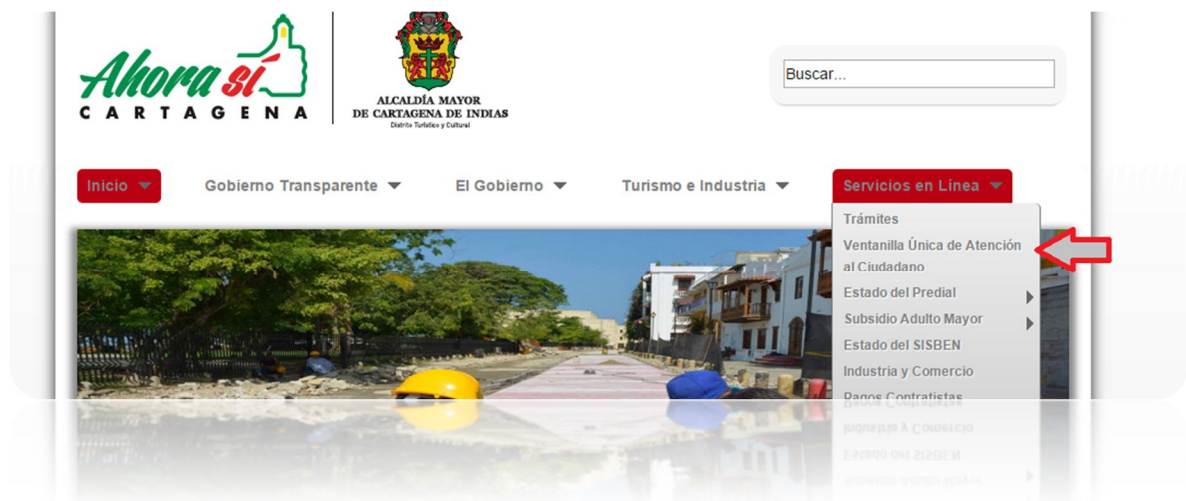 Ahora sí
CARTAGENA
ALCALDÍA MAYOR
DE CARTAGENA DE INDIAS
Distrito Turístico y Cultural
Buscar...
Inicio
Gobierno Transparente
El Gobierno
Turismo e Industria
Servicios en Línea
Trámites
Ventanilla Única de Atención
al Ciudadano
Estado del Predial
Subsidio Adulto Mayor
Estado del SISBEN
Industria y Comercio
Pagos Contratistas